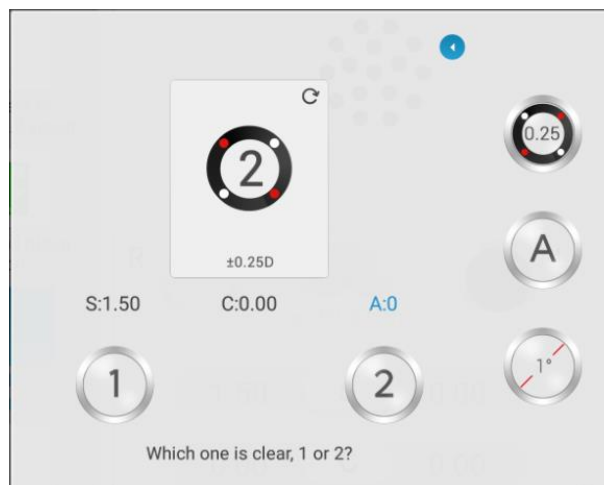 2
0.25
±0.25D
A
S:1.50 C:0.00 A:0
1°
1 2
Which one is clear, 1 or 2?